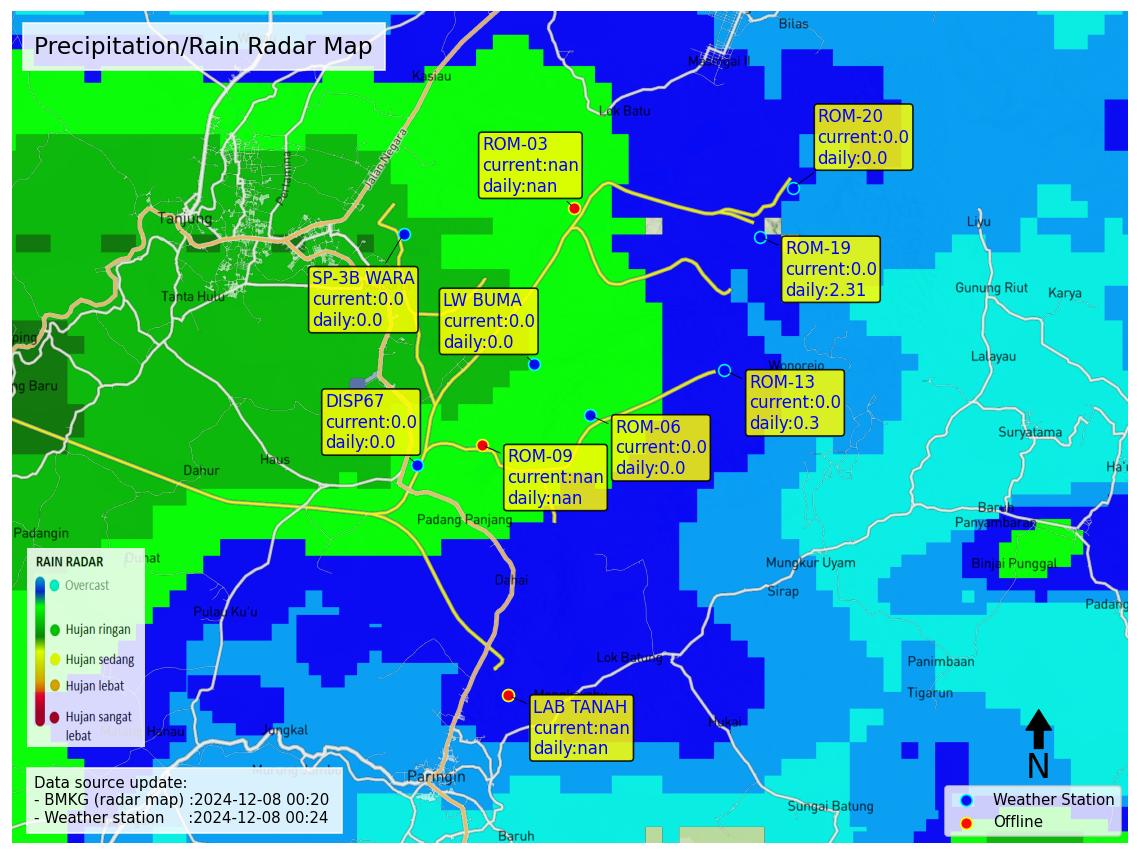 Precipitation/Rain Radar Map
Bilas
Kasiau
Lok Batu
Jalan Negara
Pertamina
ROM-20
current:0.0
daily:0.0
ROM-03
current:nan
daily:nan
Tanjung
Liyu
ROM-19
current:0.0
daily:2.31
SP-3B WARA
current:0.0
daily:0.0
Tanta Hulu
LW BUMA
current:0.0
daily:0.0
Gunung Riut
Karya
ping
Lalayau
Wonorejo
ng Baru
ROM-13
current:0.0
daily:0.3
DISP67
current:0.0
daily:0.0
ROM-06
current:0.0
daily:0.0
Suryatama
ROM-09
current:nan
daily:nan
Haus
Dahur
Padang Panjang
Baruh
Panyambaran
Padangin
Mungkur Uyam
Binjai Punggal
Dahai
Sirap
Padang
Pulau Ku'u
RAIN RADAR
Overcast
Hujan ringan
Hujan sedang
Hujan lebat
Hujan sangat
lebat
Lok Batung
Panimbaan
Tigarun
LAB TANAH
current:nan
daily:nan
Hukai
Jungkal
Paringin
N
Data source update:
- BMKG (radar map) :2024-12-08 00:20
- Weather station :2024-12-08 00:24
Sungai Batung
Baruh
Weather Station
Offline